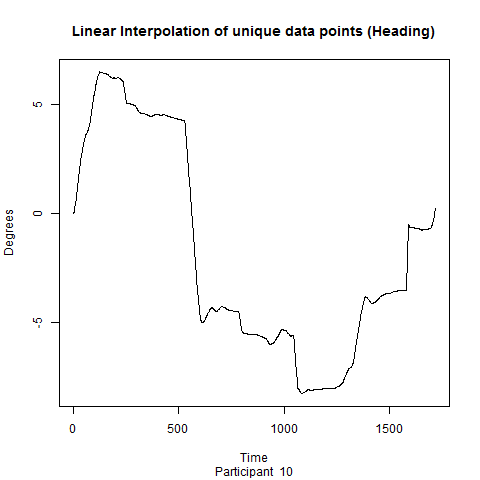 Linear Interpolation of unique data points (Heading)
5
0
-5
Degrees
0 500 1000 1500
Time
Participant 10